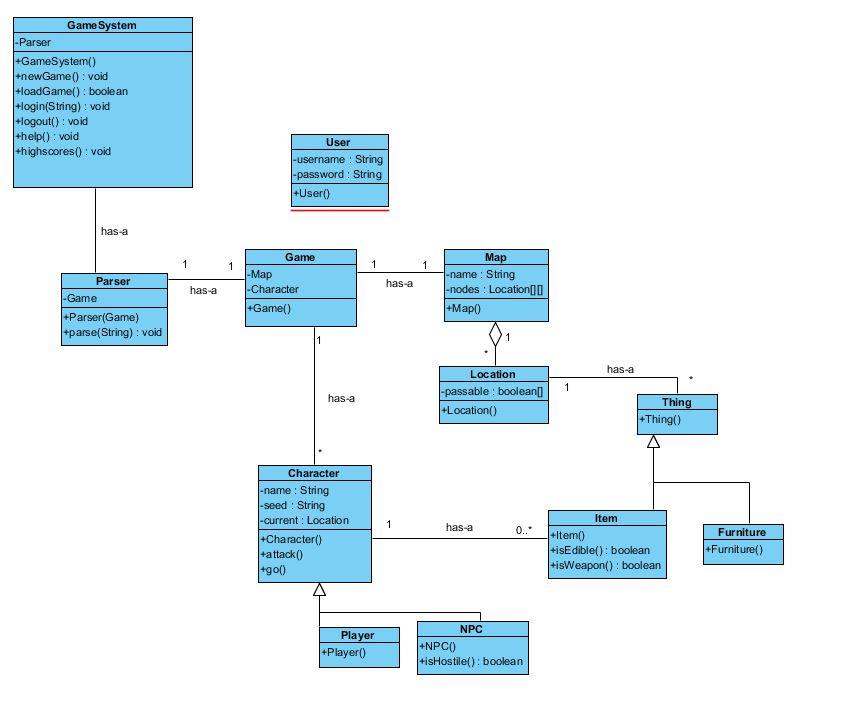 GameSystem
-Parser
+GameSystem()
+newGame() : void
+loadGame() : boolean
+login(String) : void
+logout() : void
+help() : void
+highscores() : void
User
-username : String
-password : String
+User()
has-a
Parser
-Game
+Parser(Game)
+parse(String) : void
1
1
has-a
Game
-Map
-Character
+Game()
1
1
has-a
Map
-name : String
-nodes : Location[][]
+Map()
1
*
Location
-passable : boolean[]
+Location()
has-a
1
*
Thing
+Thing()
1
has-a
*
Character
-name : String
-seed : String
-current : Location
+Character()
+attack()
+go()
1
has-a
0..*
Item
+Item()
+isEdible() : boolean
+isWeapon() : boolean
Furniture
+Furniture()
Player
+Player()
NPC
+NPC()
+isHostile() : boolean